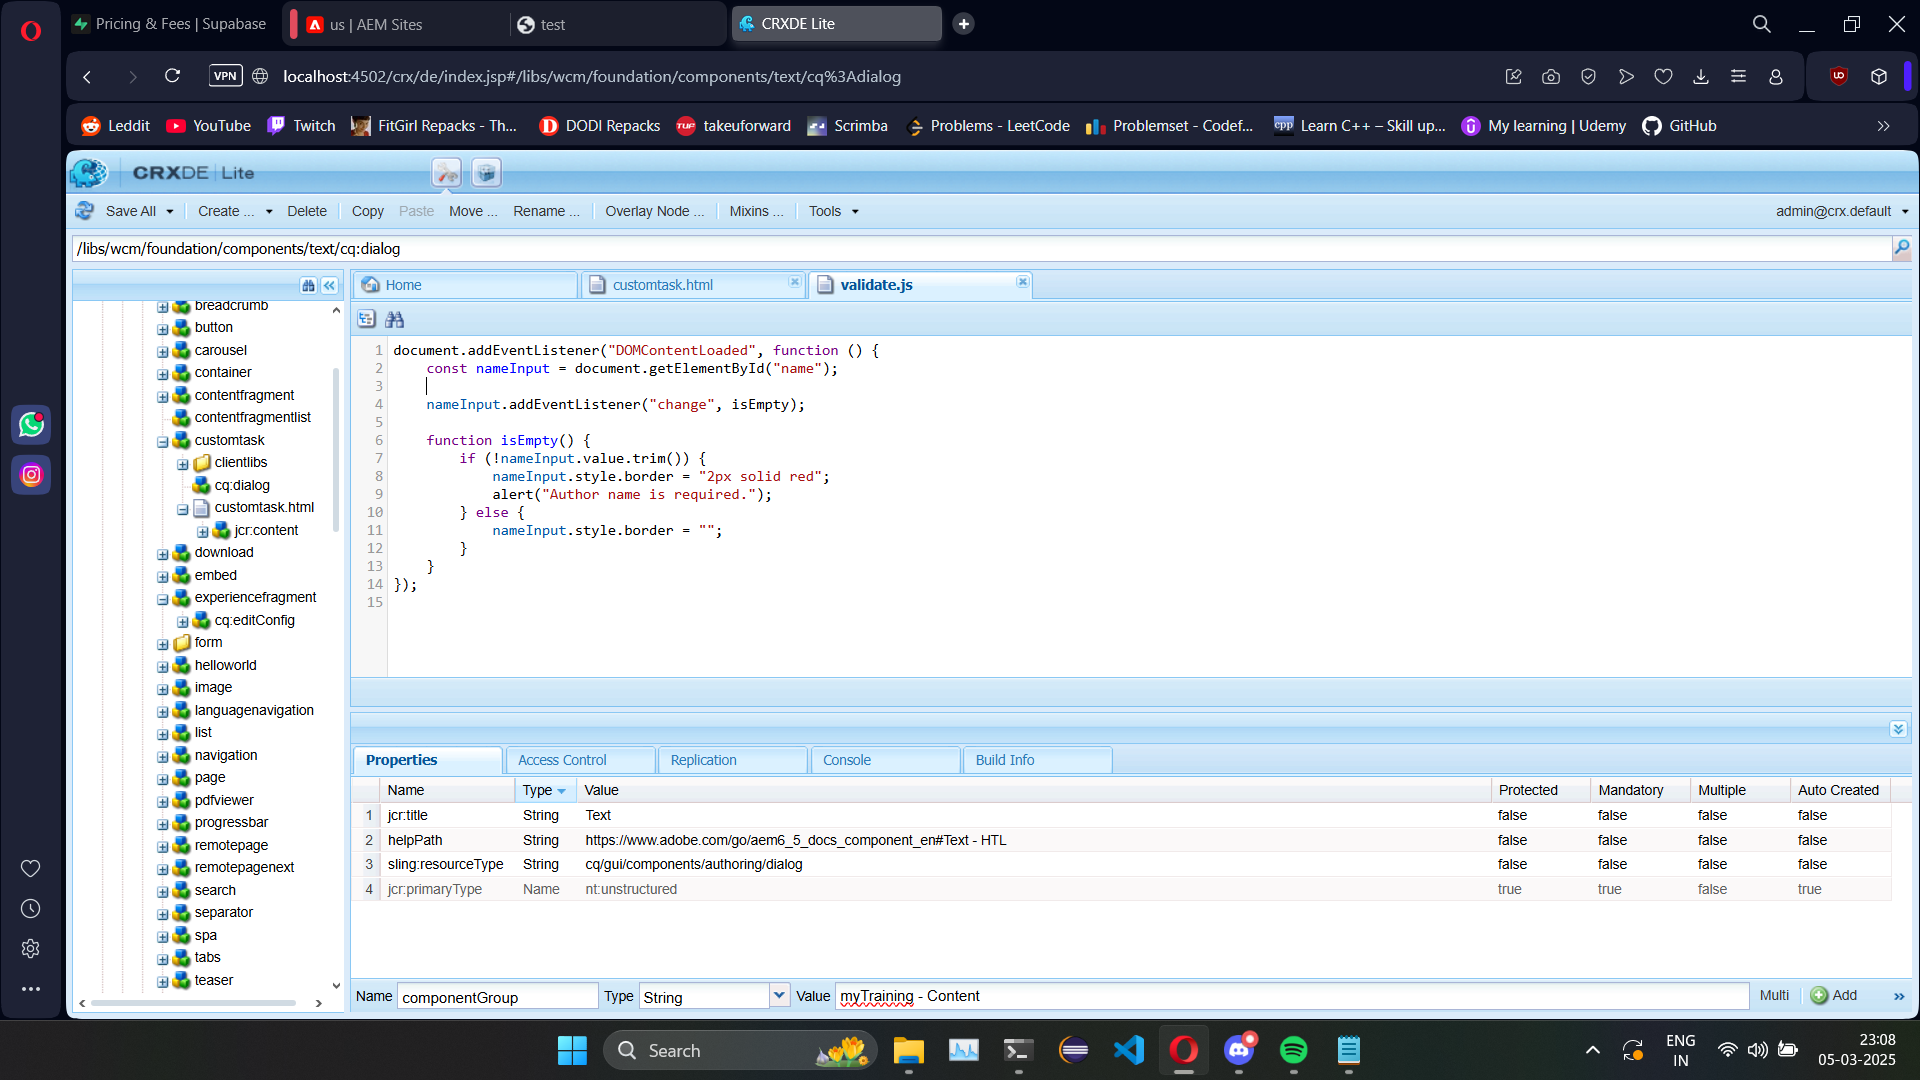 Pricing & Fees | Supabase
us | AEM Sites
test
CRXDE Lite
VPN
localhost:4502/crx/de/index.jsp#/libs/wcm/foundation/components/text/cq%3Adialog
Leddit
YouTube
Twitch
FitGirl Repacks - Th...
DODI Repacks
takeuforward
Scrimba
Problems - LeetCode
Problemset - Codef...
Learn C++ – Skill up...
My learning | Udemy
GitHub
CRXDE | Lite
Save All
Create ...
Delete
Copy
Paste
Move ...
Rename ...
Overlay Node ...
Mixins ...
Tools
admin@crx.default
/libs/wcm/foundation/components/text/cq:dialog
breadcrumb
button
carousel
container
contentfragment
contentfragmentlist
customtask
clientlibs
cq:dialog
customtask.html
jcr:content
download
embed
experiencefragment
cq:editConfig
form
helloworld
image
languagenavigation
list
navigation
page
pdfviewer
progressbar
remotepage
remotepagenext
search
separator
spa
tabs
teaser
Home
customtask.html
validate.js
1 document.addEventListener("DOMContentLoaded", function () {
2 const nameInput = document.getElementById("name");
3
4 nameInput.addEventListener("change", isEmpty);
5
6 function isEmpty() {
7 if (!nameInput.value.trim()) {
8 nameInput.style.border = "2px solid red";
9 alert("Author name is required.");
10 } else {
11 nameInput.style.border = "";
12 }
13 }
14 });
15
Properties
Access Control
Replication
Console
Build Info
Name Type Value Protected Mandatory Multiple Auto Created
1 jcr:title String Text false false false false
2 helpPath String https://www.adobe.com/go/aem6_5_docs_component_en#Text - HTL false false false false
3 sling:resourceType String cq/gui/components/authoring/dialog false false false false
4 jcr:primaryType Name nt:unstructured true true false true
Name componentGroup Type String Value myTraining - Content Multi Add
Search
ENG
IN
23:08
05-03-2025